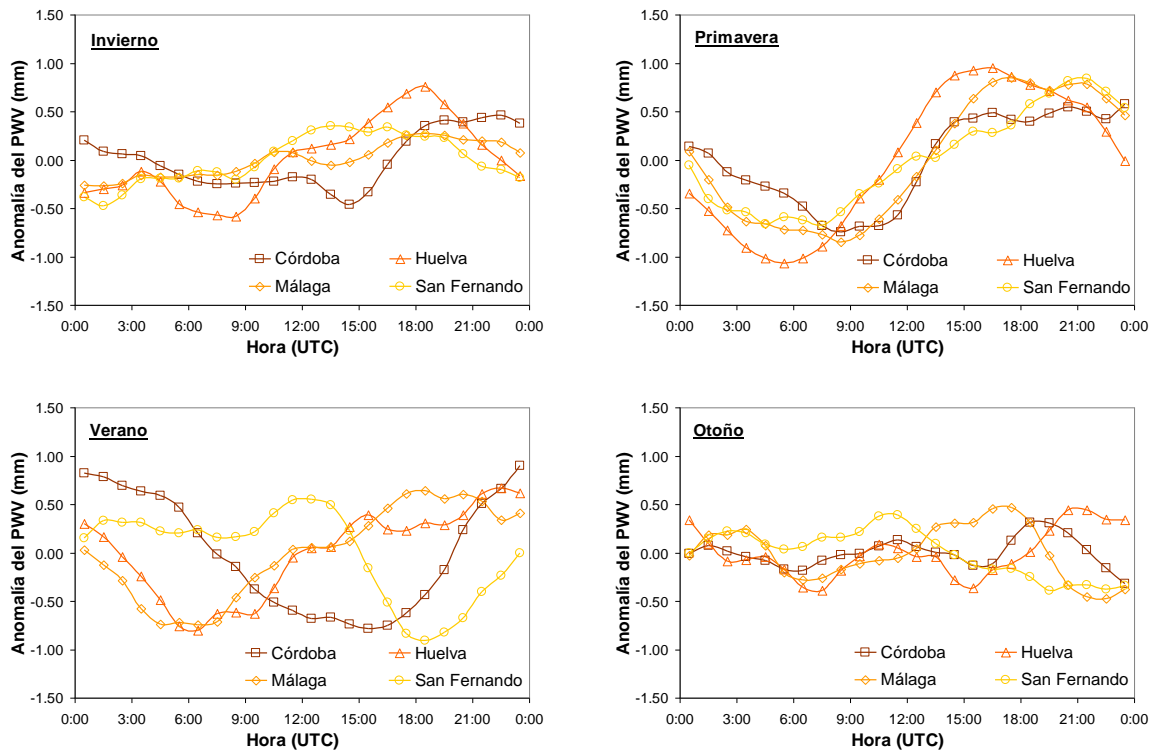 Invierno
Anomalía del PWV (mm)
1.50
1.00
0.50
0.00
-0.50
-1.00
-1.50
Córdoba Huelva
Málaga San Fernando
0:00 3:00 6:00 9:00 12:00 15:00 18:00 21:00 0:00
Hora (UTC)
Primavera
Anomalía del PWV (mm)
1.50
1.00
0.50
0.00
-0.50
-1.00
-1.50
Córdoba Huelva
Málaga San Fernando
0:00 3:00 6:00 9:00 12:00 15:00 18:00 21:00 0:00
Hora (UTC)
Verano
Anomalía del PWV (mm)
1.50
1.00
0.50
0.00
-0.50
-1.00
-1.50
Córdoba Huelva
Málaga San Fernando
0:00 3:00 6:00 9:00 12:00 15:00 18:00 21:00 0:00
Hora (UTC)
Otoño
Anomalía del PWV (mm)
1.50
1.00
0.50
0.00
-0.50
-1.00
-1.50
Córdoba Huelva
Málaga San Fernando
0:00 3:00 6:00 9:00 12:00 15:00 18:00 21:00 0:00
Hora (UTC)